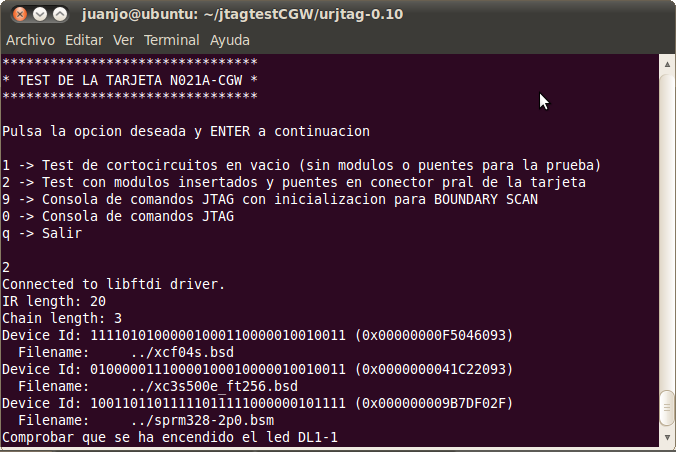 juanjo@ubuntu: ~/jtagtestCGW/urjtag-0.10
Archivo Editar Ver Terminal Ayuda
********************************
* TEST DE LA TARJETA N021A-CGW *
********************************
Pulsa la opcion deseada y ENTER a continuacion
1 -> Test de cortocircuitos en vacio (sin modulos o puentes para la prueba)
2 -> Test con modulos insertados y puentes en conector pral de la tarjeta
9 -> Consola de comandos JTAG con inicializacion para BOUNDARY SCAN
0 -> Consola de comandos JTAG
q -> Salir
2
Connected to libftdi driver.
IR length: 20
Chain length: 3
Device Id: 11110101000001000110000010010011 (0x00000000F5046093)
Filename: ../xcf04s.bsd
Device Id: 01000001110000100010000010010011 (0x0000000041C22093)
Filename: ../xc3s500e_ft256.bsd
Device Id: 10011011011111011111000000101111 (0x000000009B7DF02F)
Filename: ../sprm328-2p0.bsm
Comprobar que se ha encendido el led DL1-1